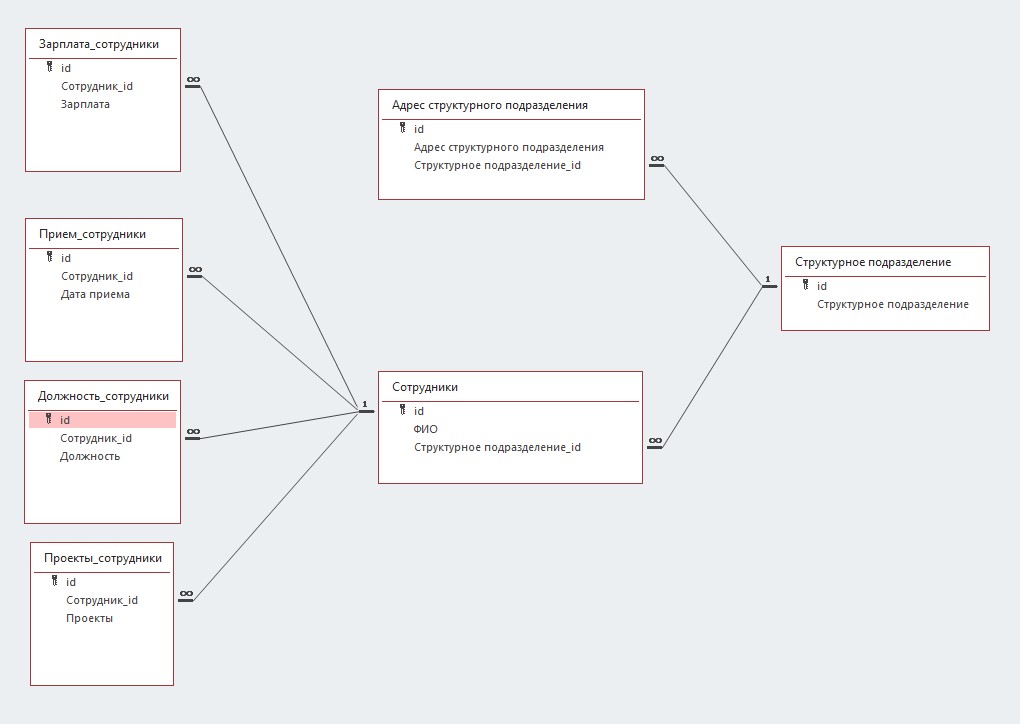 Зарплата_сотрудники
id
Сотрудник_id
Зарплата
∞
Прием_сотрудники
id
Сотрудник_id
Дата приема
∞
Должность_сотрудники
id
Сотрудник_id
Должность
∞
Проекты_сотрудники
id
Сотрудник_id
Проекты
∞
Адрес структурного подразделения
id
Адрес структурного подразделения
Структурное подразделение_id
∞
1
Сотрудники
id
ФИО
Структурное подразделение_id
∞
1
Структурное подразделение
id
Структурное подразделение